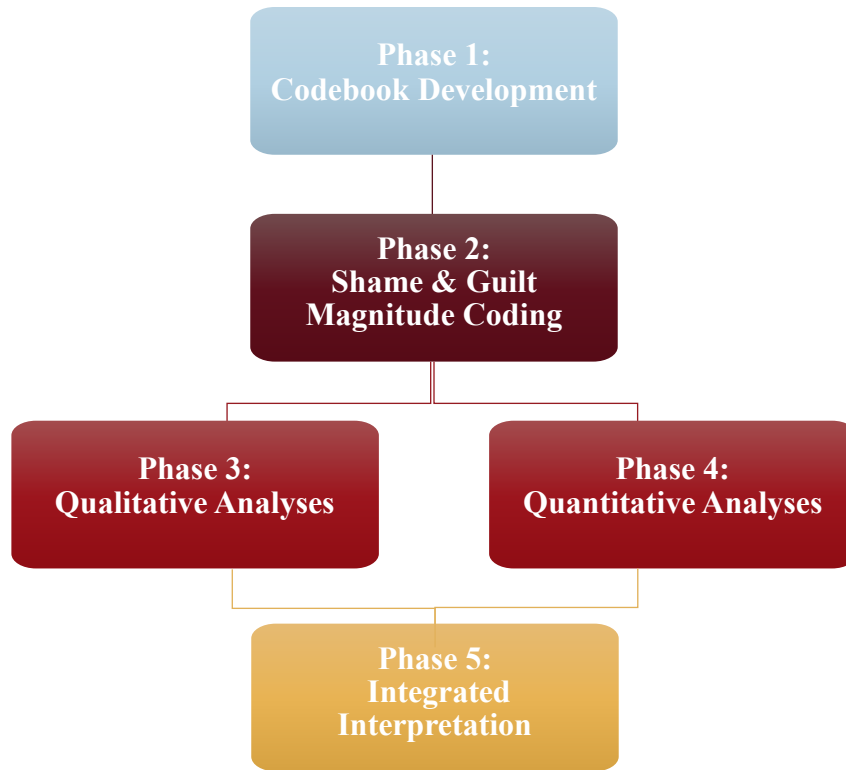 Phase 1:
Codebook Development
Phase 2:
Shame & Guilt
Magnitude Coding
Phase 3:
Qualitative Analyses
Phase 4:
Quantitative Analyses
Phase 5:
Integrated
Interpretation